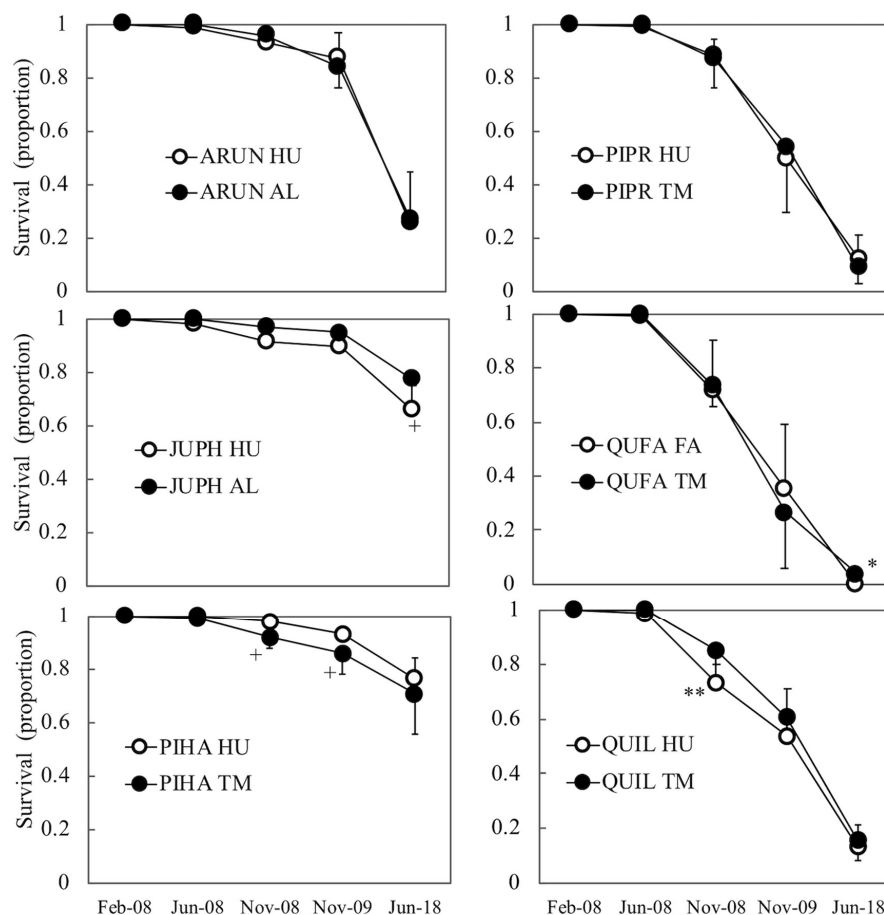 1
0.8
0.6
0.4
0.2
0
Survival (proportion)
ARUN HU
ARUN AL
1
0.8
0.6
0.4
0.2
0
PIPR HU
PIPR TM
1
0.8
0.6
0.4
0.2
0
Survival (proportion)
JUPH HU
JUPH AL
+
1
0.8
0.6
0.4
0.2
0
QUFA FA
QUFA TM
*
1
0.8
0.6
0.4
0.2
0
Survival (proportion)
+
+
PIHA HU
PIHA TM
Feb-08 Jun-08 Nov-08 Nov-09 Jun-18
1
0.8
0.6
0.4
0.2
0
**
QUIL HU
QUIL TM
Feb-08 Jun-08 Nov-08 Nov-09 Jun-18